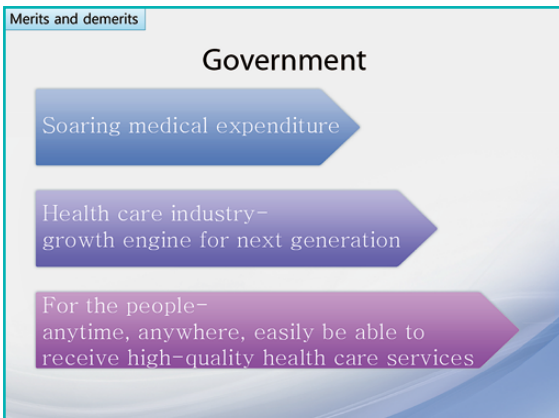 Merits and demerits
Government
Soaring medical expenditure
Health care industry-
growth engine for next generation
For the people-
anytime, anywhere, easily be able to
receive high-quality health care services